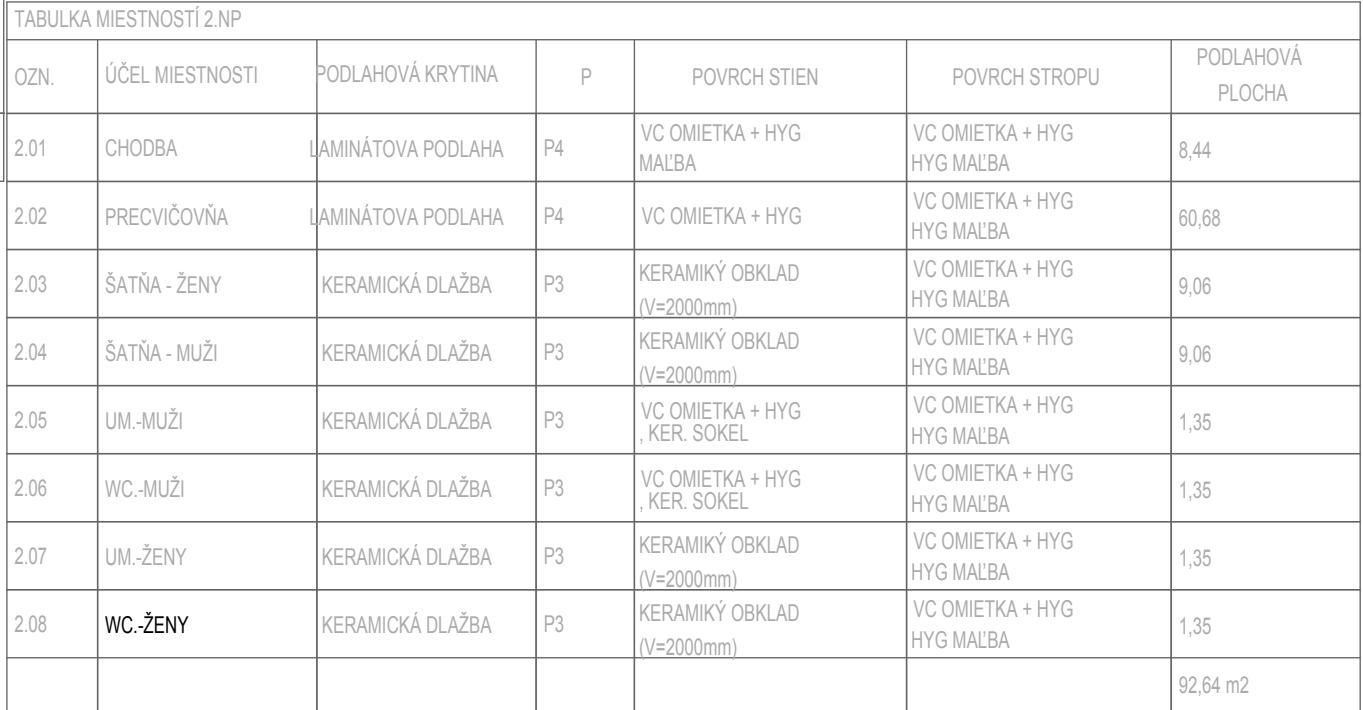 TABULKA MIESTNOSTÍ 2.NP
OZN.
ÚČEL MIESTNOSTI
PODLAHOVÁ KRYTINA
P
POVRCH STIEN
POVRCH STROPU
PODLAHOVÁ
PLOCHA
2.01
CHODBA
LAMINÁTOVA PODLAHA
P4
VC OMIETKA + HYG
MAĽBA
VC OMIETKA + HYG
HYG MAĽBA
8,44
2.02
PRECVIČOVŇA
LAMINÁTOVA PODLAHA
P4
VC OMIETKA + HYG
VC OMIETKA + HYG
HYG MAĽBA
60,68
2.03
ŠATŇA - ŽENY
KERAMICKÁ DLAŽBA
P3
KERAMIKÝ OBKLAD
(V=2000mm)
VC OMIETKA + HYG
HYG MAĽBA
9,06
2.04
ŠATŇA - MUŽI
KERAMICKÁ DLAŽBA
P3
KERAMIKÝ OBKLAD
(V=2000mm)
VC OMIETKA + HYG
HYG MAĽBA
9,06
2.05
UM.-MUŽI
KERAMICKÁ DLAŽBA
P3
VC OMIETKA + HYG
, KER. SOKEL
VC OMIETKA + HYG
HYG MAĽBA
1,35
2.06
WC.-MUŽI
KERAMICKÁ DLAŽBA
P3
VC OMIETKA + HYG
, KER. SOKEL
VC OMIETKA + HYG
HYG MAĽBA
1,35
2.07
UM.-ŽENY
KERAMICKÁ DLAŽBA
P3
KERAMIKÝ OBKLAD
(V=2000mm)
VC OMIETKA + HYG
HYG MAĽBA
1,35
2.08
WC.-ŽENY
KERAMICKÁ DLAŽBA
P3
KERAMIKÝ OBKLAD
(V=2000mm)
VC OMIETKA + HYG
HYG MAĽBA
1,35
92,64 m2